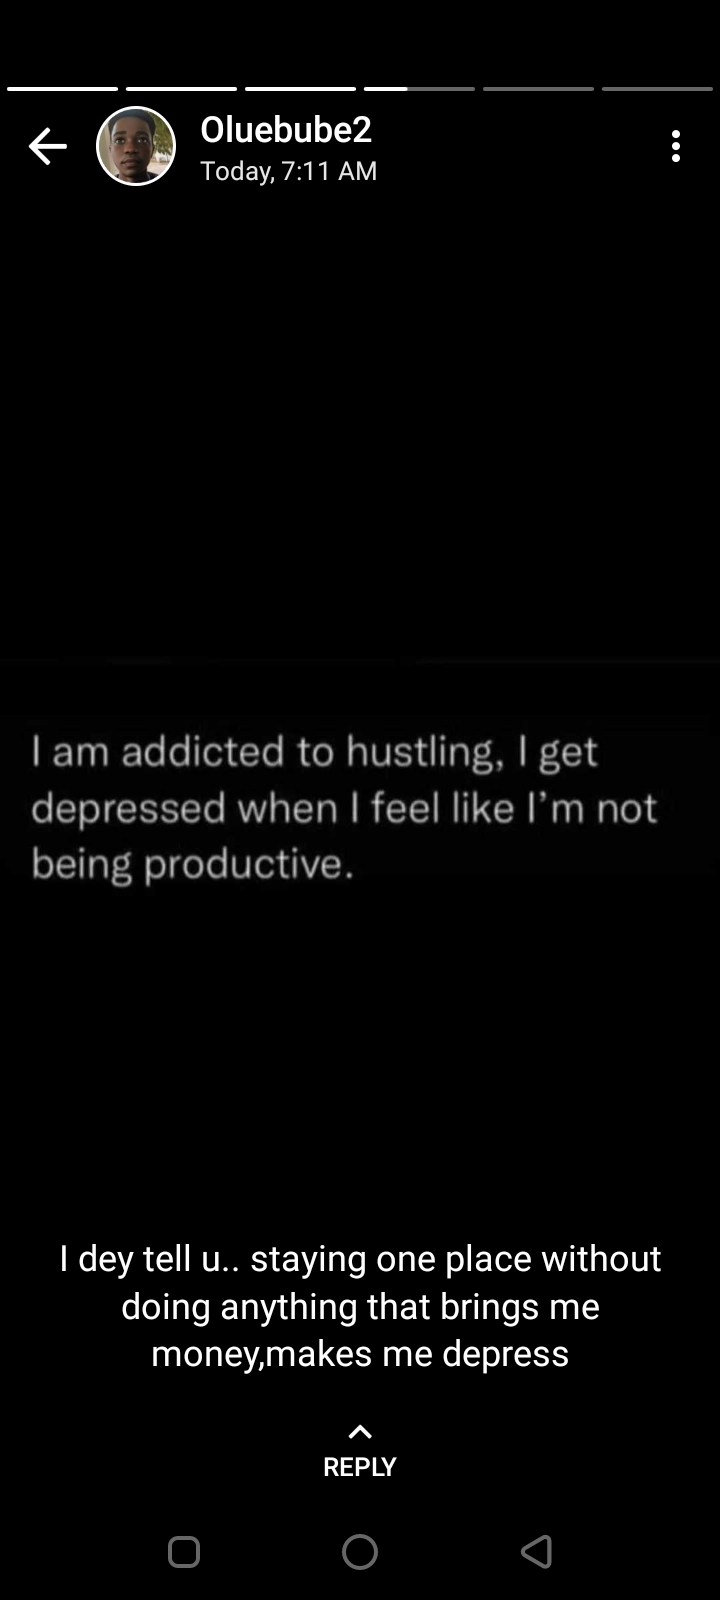 Oluebube2
Today, 7:11 AM
I am addicted to hustling, I get
depressed when I feel like I’m not
being productive.
I dey tell u.. staying one place without
doing anything that brings me
money,makes me depress
REPLY